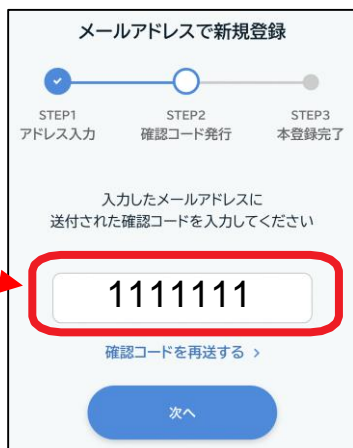 メールアドレスで新規登録
STEP1 STEP2 STEP3
アドレス入力 確認コード発行 本登録完了
入力したメールアドレスに
送付された確認コードを入力してください
1111111
確認コードを再送する >
次へ